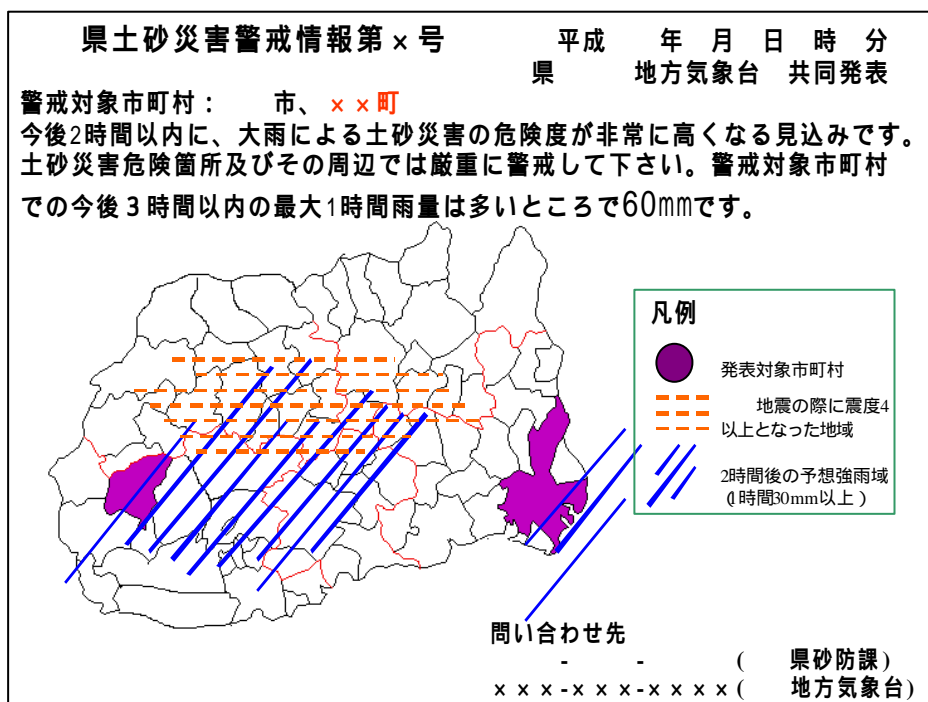 県土砂災害警戒情報第×号
平成 年 月 日 時 分
県 地方気象台 共同発表
警戒対象市町村： 市、××町
今後2時間以内に、大雨による土砂災害の危険度が非常に高くなる見込みです。
土砂災害危険箇所及びその周辺では厳重に警戒して下さい。警戒対象市町村
での今後３時間以内の最大1時間雨量は多いところで60mmです。
凡例
発表対象市町村
地震の際に震度4
以上となった地域
2時間後の予想強雨域
(1時間30mm以上)
問い合わせ先
- - ( 県砂防課)
×××-×××-××××( 地方気象台)